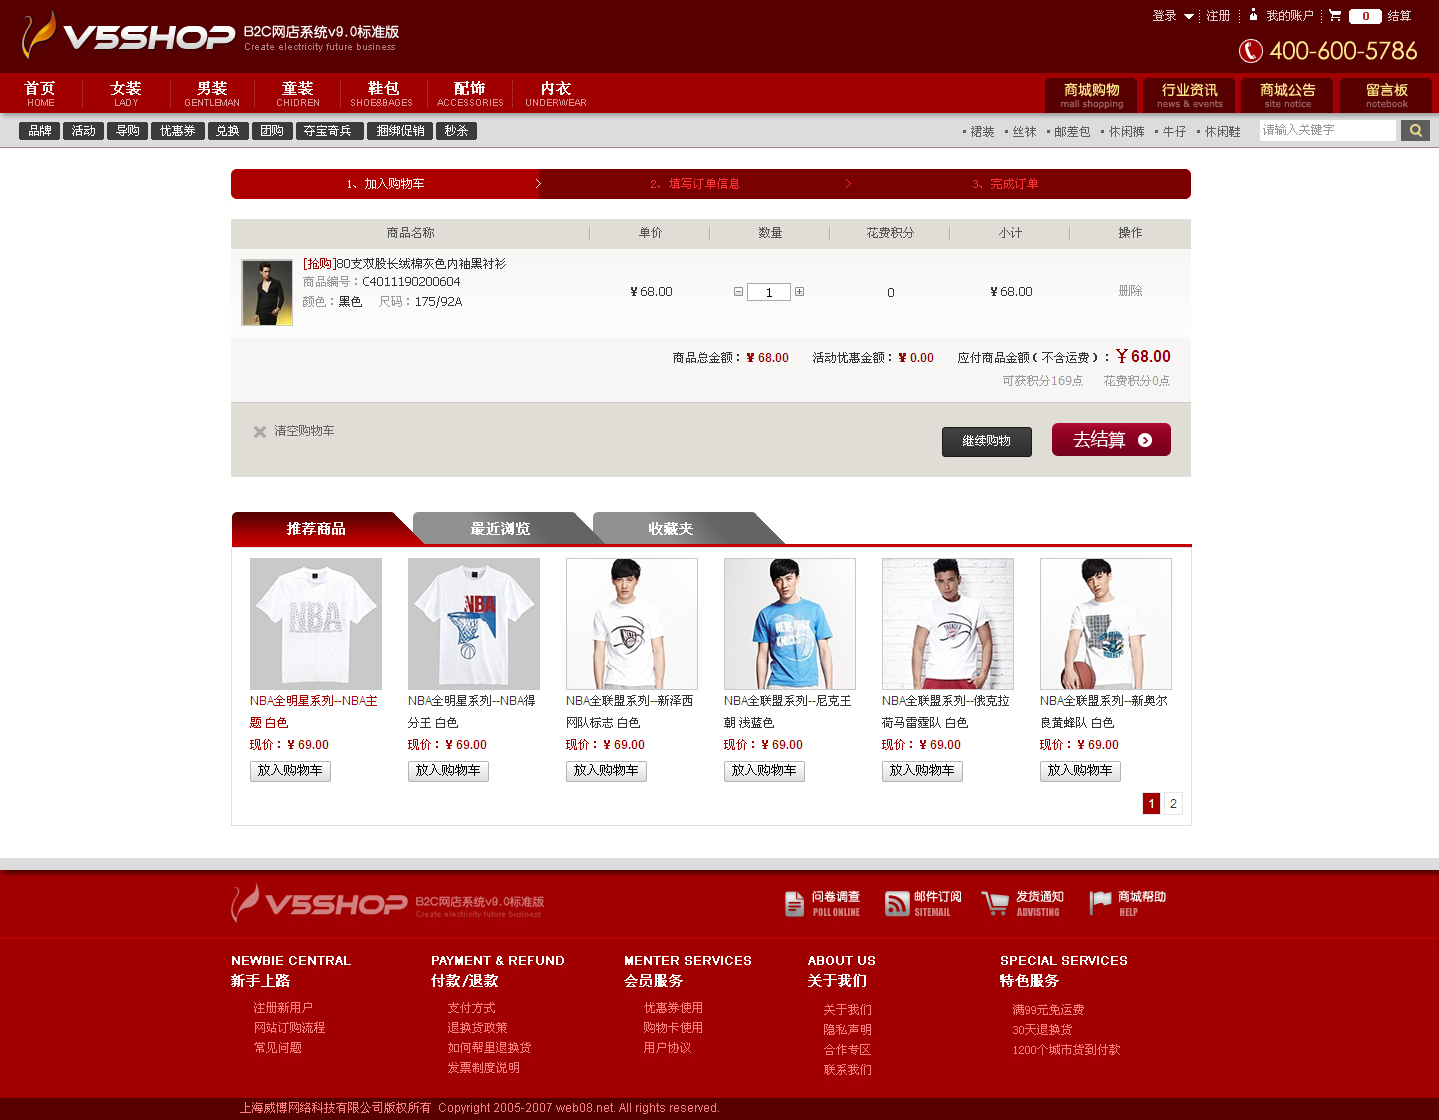 V5SHOP B2C网店系统v9.0标准版
Create electricity future business
登录 注册 我的账户 0 结算
400-600-5786
首页 女装 男装 童装 鞋包 配饰 内衣
HOME LADY GENTLEMAN CHIDREN SHOE&BAGES ACCESSORIES UNDERWEAR
商城购物 行业资讯 商城公告 留言板
mall shopping news & events site notice notebook
品牌 活动 导购 优惠券 兑换 团购 夺宝奇兵 捆绑促销 秒杀
裙装 丝袜 邮差包 休闲裤 牛仔 休闲鞋 请输入关键字
1、加入购物车 2、填写订单信息 3、完成订单
商品名称 单价 数量 花费积分 小计 操作
[抢购]80支双股长绒棉灰色内袖黑衬衫
商品编号：C4011190200604
颜色：黑色 尺码：175/92A
¥ 68.00 1 0 ¥ 68.00 删除
商品总金额：¥ 68.00 活动优惠金额：¥ 0.00 应付商品金额（不含运费）：¥ 68.00
可获积分169点 花费积分0点
清空购物车 继续购物 去结算
推荐商品 最近浏览 收藏夹
NBA全明星系列--NBA主
题 白色
现价：¥ 69.00
放入购物车
NBA全明星系列--NBA得
分王 白色
现价：¥ 69.00
放入购物车
NBA全联盟系列--新泽西
网队标志 白色
现价：¥ 69.00
放入购物车
NBA全联盟系列--尼克王
朝 浅蓝色
现价：¥ 69.00
放入购物车
NBA全联盟系列--俄克拉
荷马雷霆队 白色
现价：¥ 69.00
放入购物车
NBA全联盟系列--新奥尔
良黄蜂队 白色
现价：¥ 69.00
放入购物车
1 2
V5SHOP B2C网店系统v9.0标准版
Create electricity future business
问卷调查 邮件订阅 发货通知 商城帮助
POLL ONLINE SITEMAIL ADVISTING HELP
NEWBIE CENTRAL
新手上路
注册新用户
网站订购流程
常见问题
PAYMENT & REFUND
付款/退款
支付方式
退换货政策
如何帮里退换货
发票制度说明
MENTER SERVICES
会员服务
优惠券使用
购物卡使用
用户协议
ABOUT US
关于我们
关于我们
隐私声明
合作专区
联系我们
SPECIAL SERVICES
特色服务
满99元免运费
30天退换货
1200个城市货到付款
上海威博网络科技有限公司版权所有 Copyright 2005-2007 web08.net. All rights reserved.